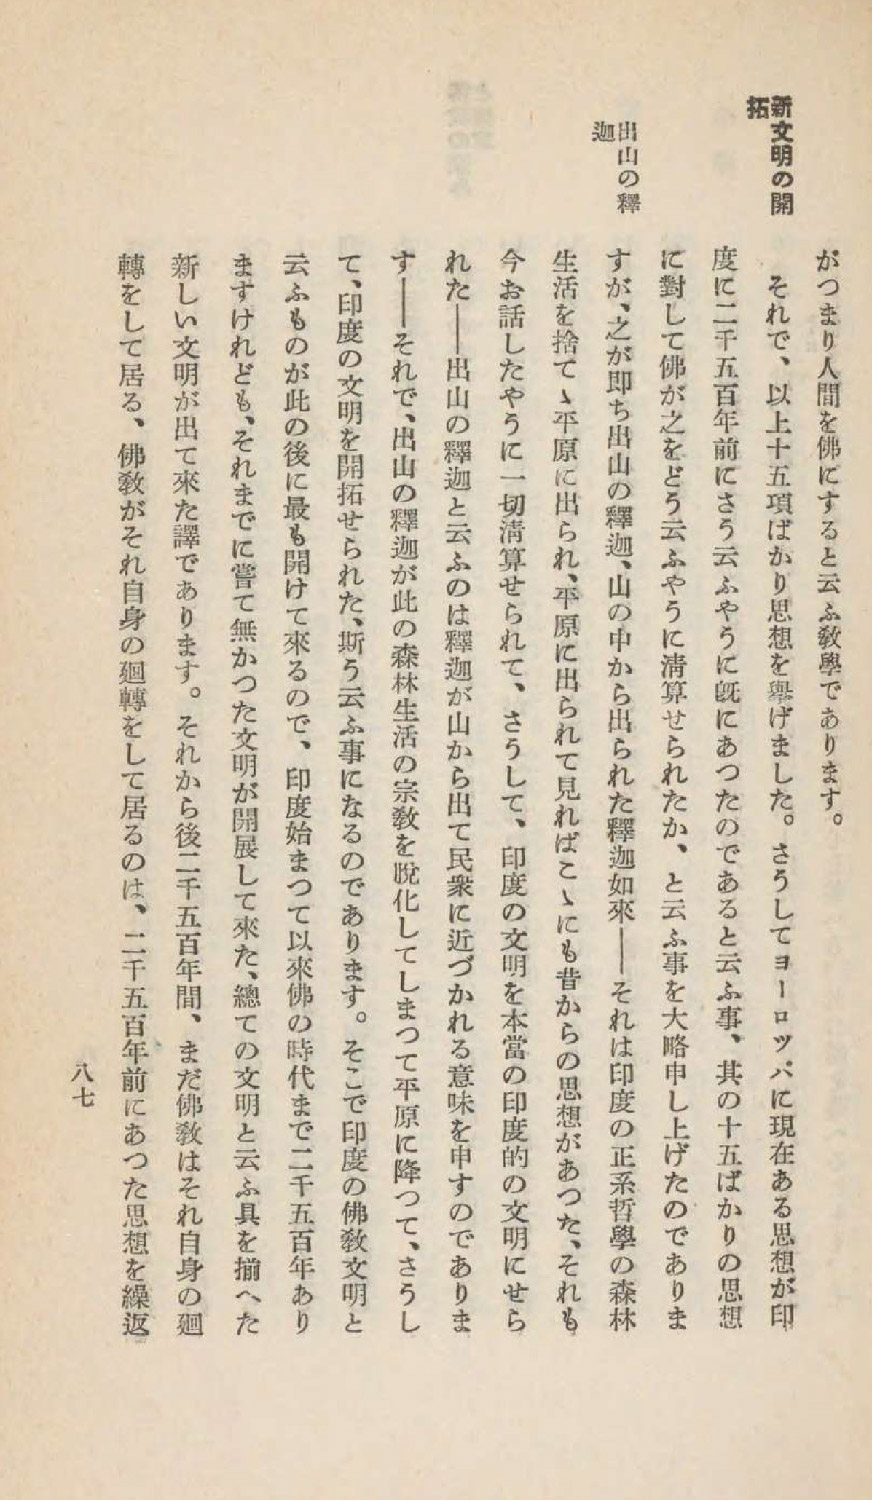 新文明の開
拓
出山の釋
迦
がつまり人間を佛にすると云ふ敎學であります。
それで、以上十五項ばかり思想を擧げました。さうしてヨーロツパに現在ある思想が印
度に二千五百年前にさう云ふやうに既にあつたのであると云ふ事、其の十五ばかりの思想
に對して佛が之をどう云ふやうに淸算せられたか、と云ふ事を大略申し上げたのでありま
すが、之が即ち出山の釋迦、山の中から出られた釋迦如來――それは印度の正系哲學の森林
生活を捨てゝ平原に出られ、平原に出られて見ればこゝにも昔からの思想があつた、それも
今お話したやうに一切淸算せられて、さうして、印度の文明を本當の印度的の文明にせら
れた――出山の釋迦と云ふのは釋迦が山から出て民衆に近づかれる意味を申すのでありま
す――それで、出山の釋迦が此の森林生活の宗敎を脫化してしまつて平原に降つて、さうし
て、印度の文明を開拓せられた、斯う云ふ事になるのであります。そこで印度の佛敎文明と
云ふものが此の後に最も開けて來るので、印度始まつて以來佛の時代まで二千五百年あり
ますけれども、それまでに嘗て無かつた文明が開展して來た、總ての文明と云ふ具を揃へた
新しい文明が出て來た譯であります。それから後二千五百年間、まだ佛敎はそれ自身の廻
轉をして居る、佛敎がそれ自身の廻轉をして居るのは、二千五百年前にあつた思想を繰返
八七